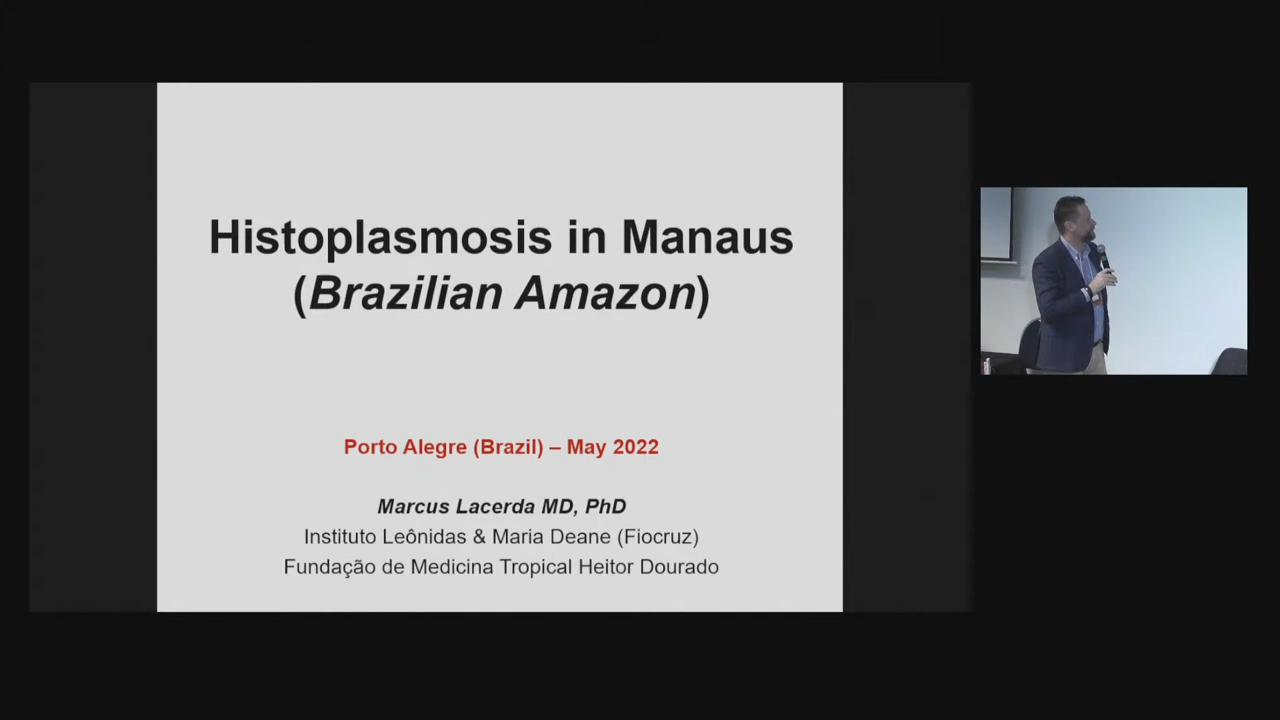 Histoplasmosis in Manaus
(Brazilian Amazon)
Porto Alegre (Brazil) – May 2022
Marcus Lacerda MD, PhD
Instituto Leônidas & Maria Deane (Fiocruz)
Fundação de Medicina Tropical Heitor Dourado